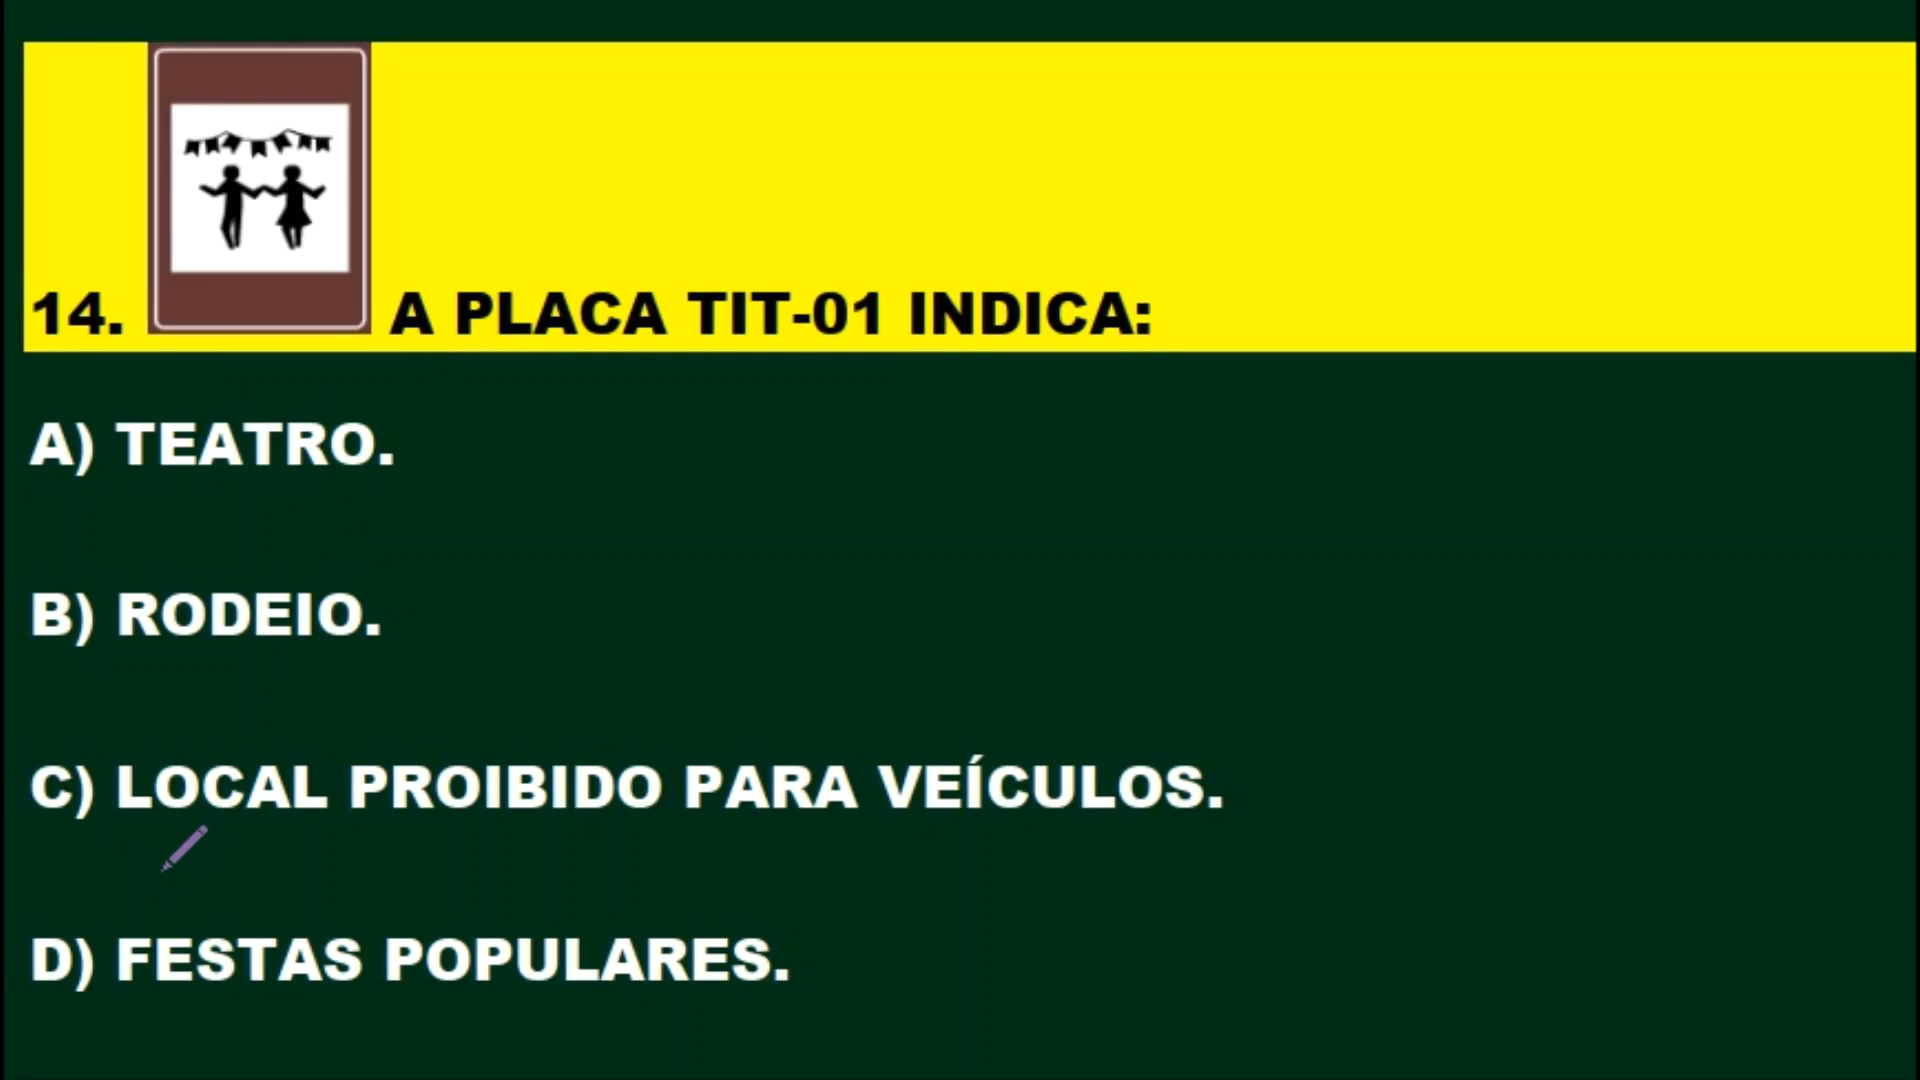 14. A PLACA TIT-01 INDICA:
A) TEATRO.
B) RODEIO.
C) LOCAL PROIBIDO PARA VEÍCULOS.
D) FESTAS POPULARES.